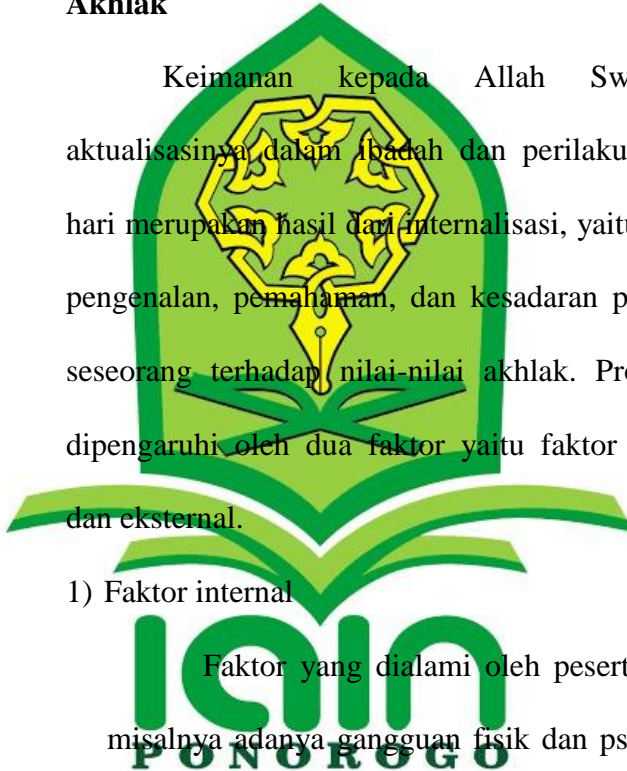 Akhlak
Keimanan kepada Allah Sw
aktualisasinya dalam ibadah dan perilaku
hari merupakan hasil dari internalisasi, yaitu
pengenalan, pemahaman, dan kesadaran p
seseorang terhadap nilai-nilai akhlak. Pr
dipengaruhi oleh dua faktor yaitu faktor
dan eksternal.
1) Faktor internal
Faktor yang dialami oleh pesert
misalnya adanya gangguan fisik dan ps
iain
PONOROGO